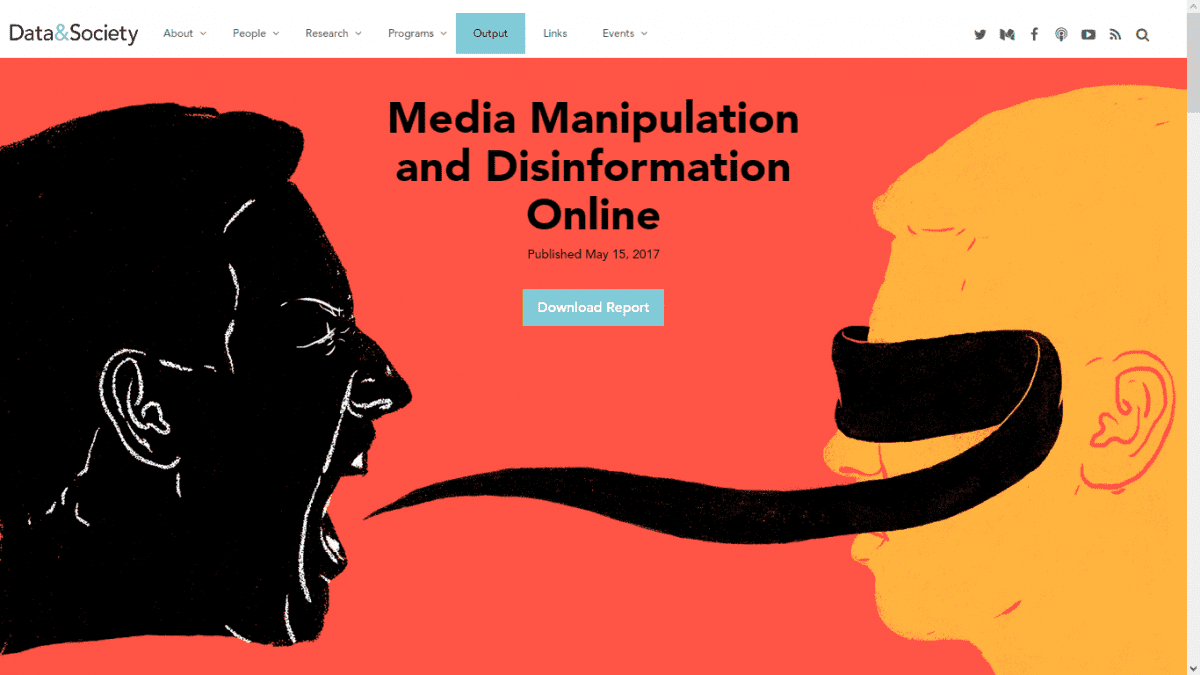 Data&Society
About
People
Research
Programs
Output
Links
Events
Media Manipulation
and Disinformation
Online
Published May 15, 2017
Download Report